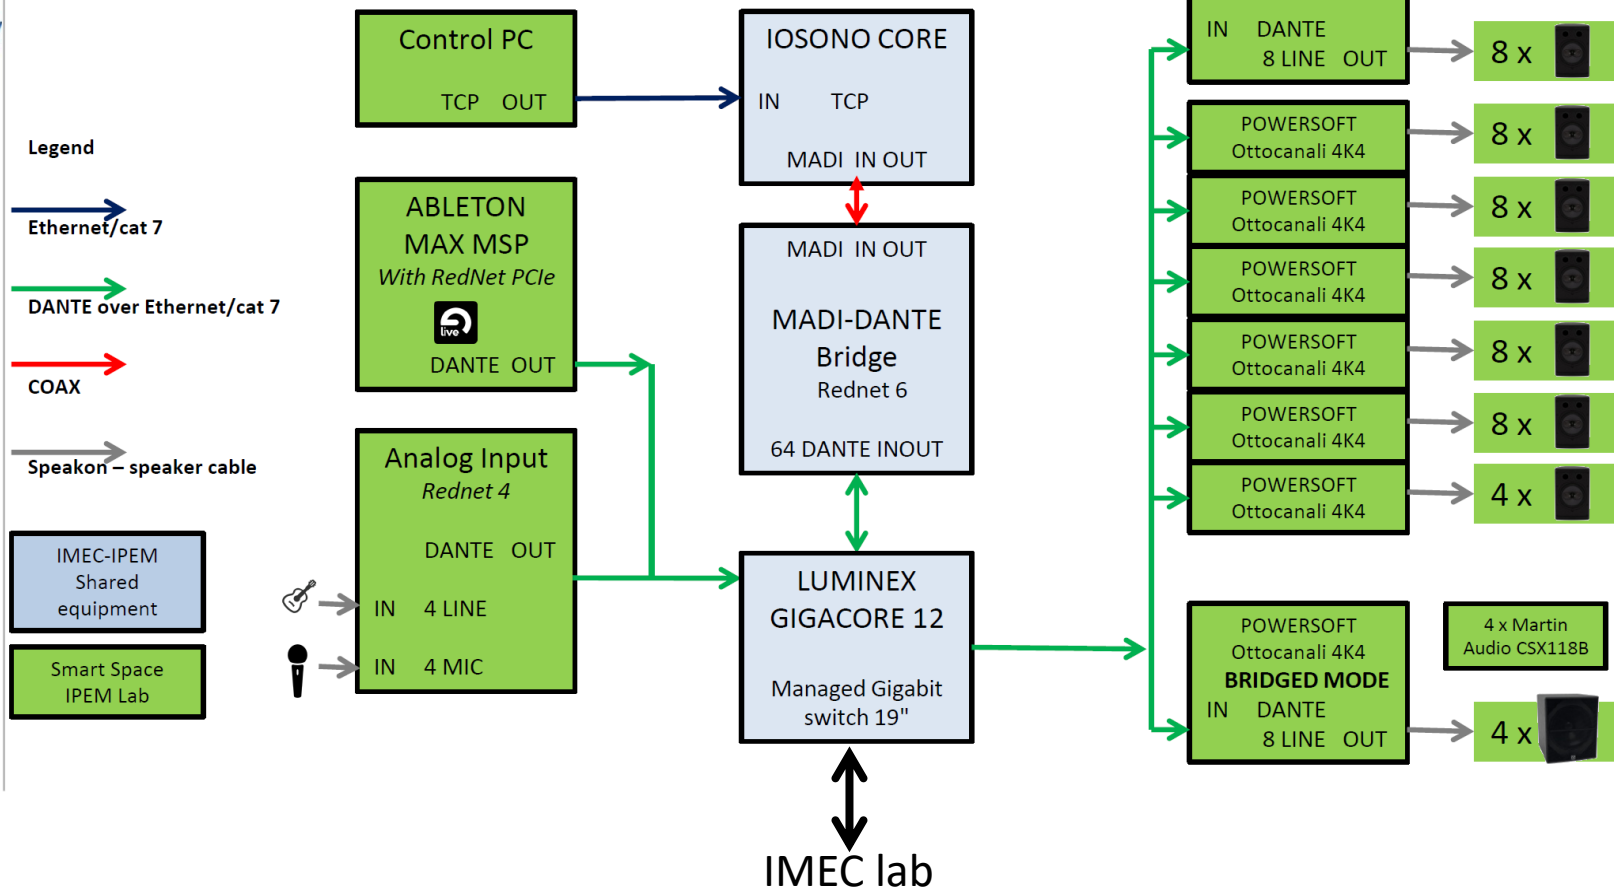 Legend
Ethernet/cat 7
DANTE over Ethernet/cat 7
COAX
Speakon – speaker cable
IMEC-IPEM
Shared
equipment
Smart Space
IPEM Lab
Control PC
TCP OUT
ABLETON
MAX MSP
With RedNet PCIe
live
DANTE OUT
Analog Input
Rednet 4
DANTE OUT
IN 4 LINE
IN 4 MIC
IOSONO CORE
IN TCP
MADI IN OUT
MADI IN OUT
MADI-DANTE
Bridge
Rednet 6
64 DANTE INOUT
LUMINEX
GIGACORE 12
Managed Gigabit
switch 19"
IMEC lab
IN DANTE
8 LINE OUT
8 x
POWERSOFT
Ottocanali 4K4
8 x
POWERSOFT
Ottocanali 4K4
8 x
POWERSOFT
Ottocanali 4K4
8 x
POWERSOFT
Ottocanali 4K4
8 x
POWERSOFT
Ottocanali 4K4
8 x
POWERSOFT
Ottocanali 4K4
4 x
POWERSOFT
Ottocanali 4K4
BRIDGED MODE
IN DANTE
8 LINE OUT
4 x Martin
Audio CSX118B
4 x